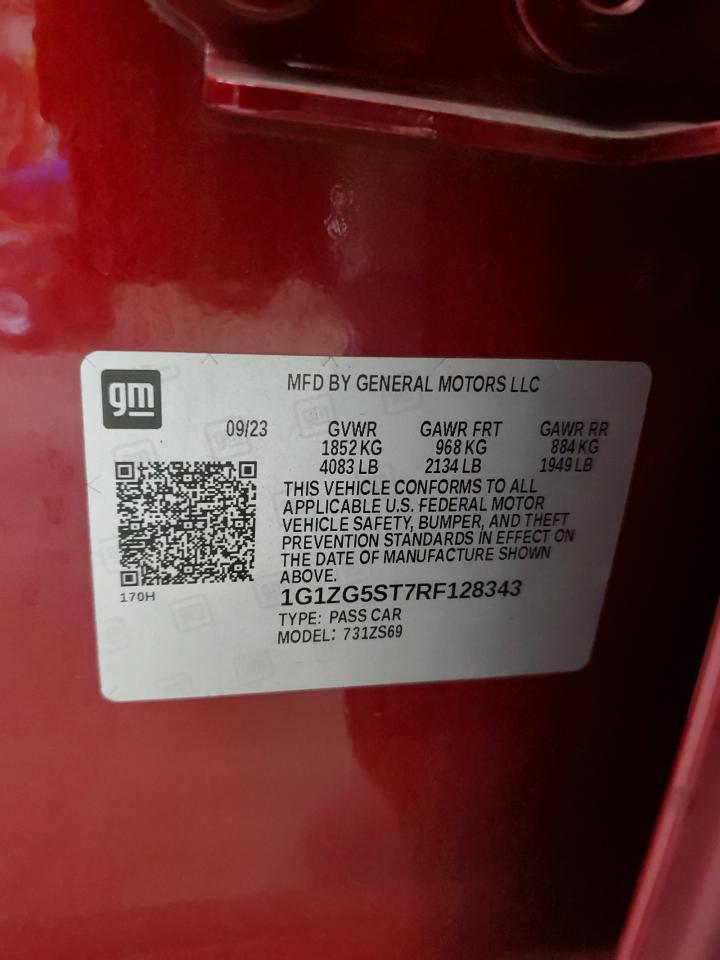 gm
MFD BY GENERAL MOTORS LLC
09/23 GVWR GAWR FRT GAWR RR
1852 KG 968 KG 884 KG
4083 LB 2134 LB 1949 LB
THIS VEHICLE CONFORMS TO ALL
APPLICABLE U.S. FEDERAL MOTOR
VEHICLE SAFETY, BUMPER, AND THEFT
PREVENTION STANDARDS IN EFFECT ON
THE DATE OF MANUFACTURE SHOWN
ABOVE.
170H
1G1ZG5ST7RF128343
TYPE: PASS CAR
MODEL: 731ZS69